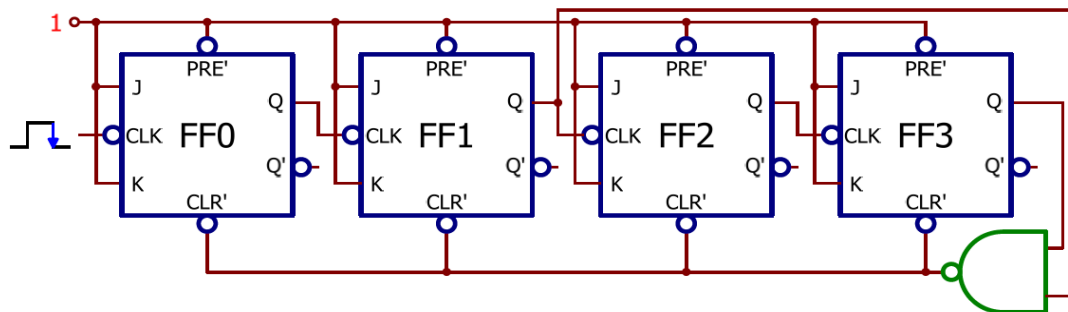 1
PRE' PRE' PRE' PRE'
J J J J
Q Q Q Q
CLK FF0 CLK FF1 CLK FF2 CLK FF3
Q' Q' Q' Q'
K K K K
CLR' CLR' CLR' CLR'